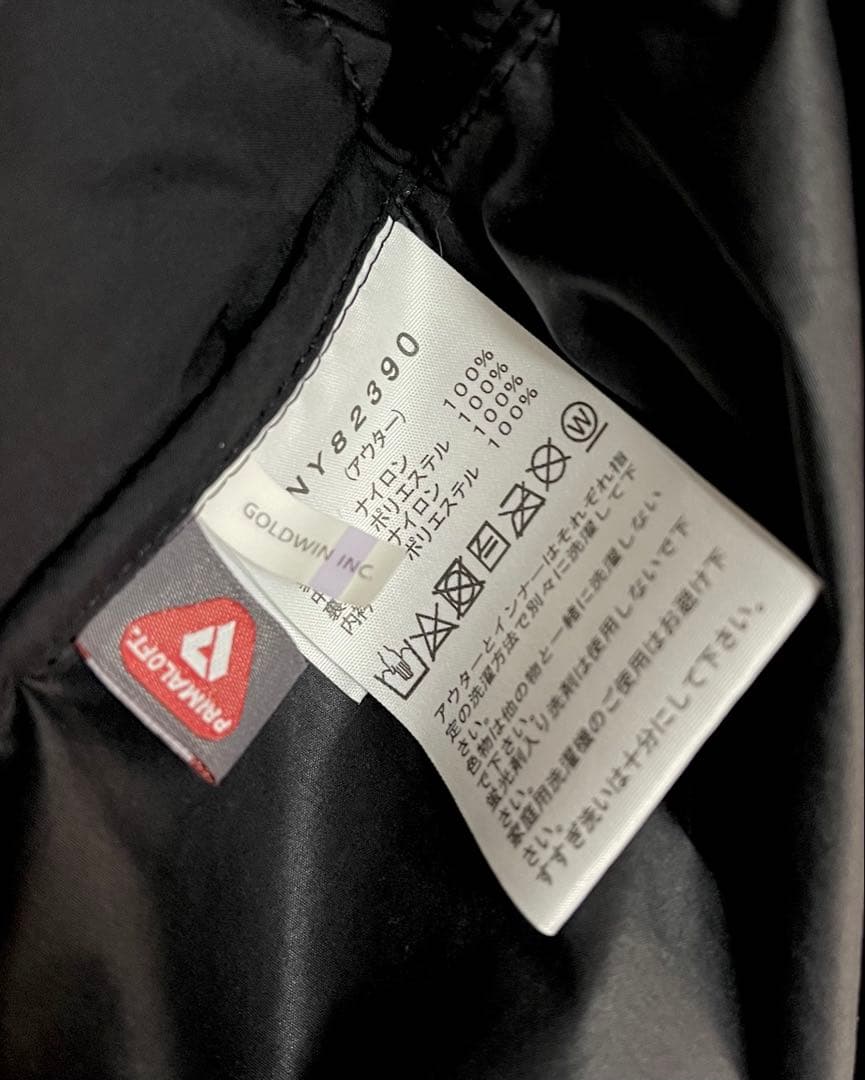 NY82390
(アウター)
ナイロン 100%
ポリエステル 100%
ナイロン 100%
ポリエステル 100%
GOLDWIN INC
PRIMALOFT
W
アウターとインナーはそれぞれ指
定の洗濯方法で別々に洗濯して下
さい。
色物は他の物と一緒に洗濯しない
で下さい。
蛍光剤入り洗剤は使用しないで下
さい。
家庭用洗濯機のご使用はお避け下
さい。
すすぎ洗いは十分にして下さい。